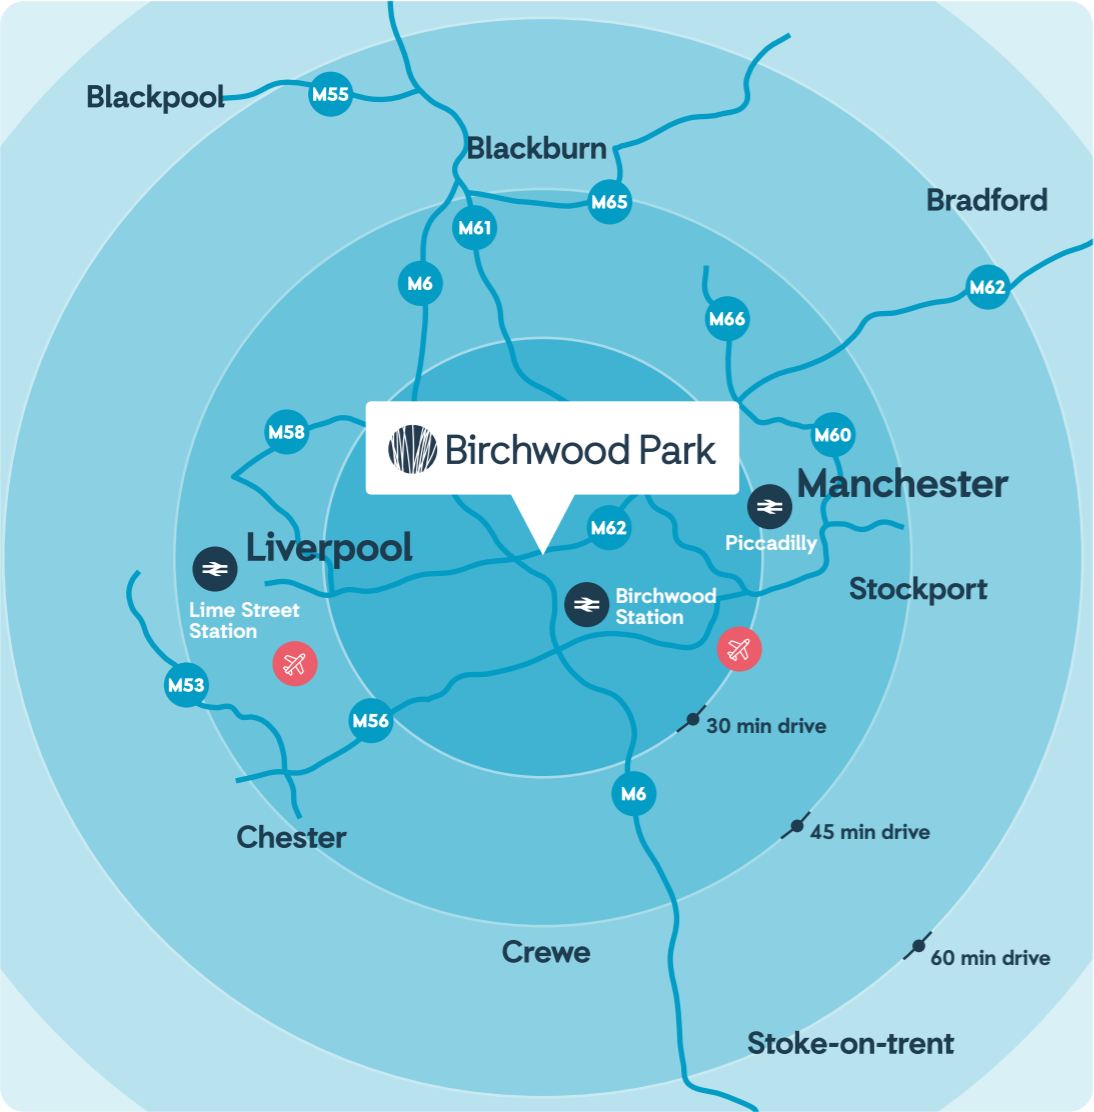 Blackpool
M55
Blackburn
M65
Bradford
M61
M6
M62
M66
M58
M60
Birchwood Park
Manchester
M62
Piccadilly
Liverpool
Lime Street
Station
Birchwood
Station
Stockport
M53
M56
30 min drive
M6
45 min drive
Chester
Crewe
60 min drive
Stoke-on-trent